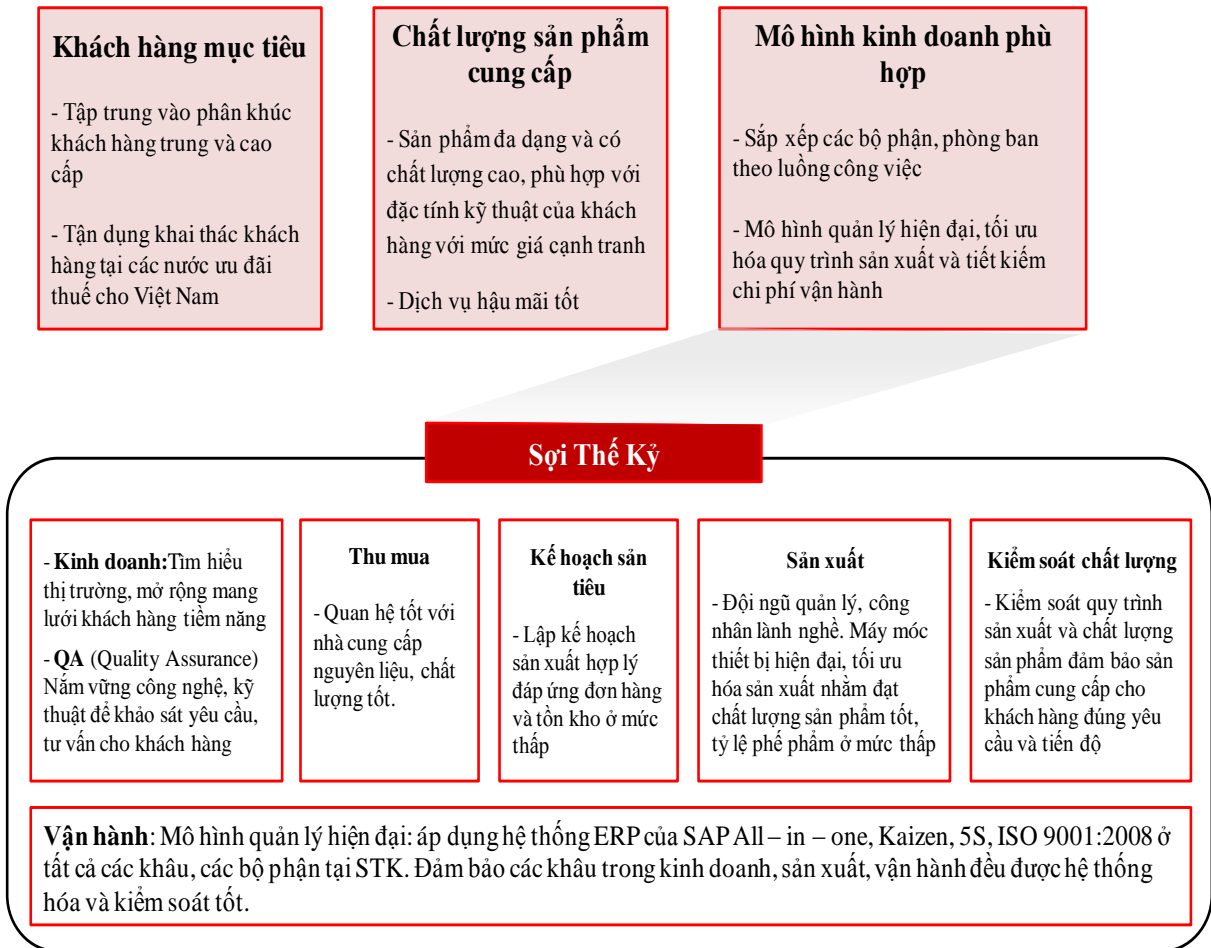 Khách hàng mục tiêu
- Tập trung vào phân khúc
khách hàng trung và cao
cấp
- Tận dụng khai thác khách
hàng tại các nước ưu đãi
thuế cho Việt Nam
Chất lượng sản phẩm
cung cấp
- Sản phẩm đa dạng và có
chất lượng cao, phù hợp với
đặc tính kỹ thuật của khách
hàng với mức giá cạnh tranh
- Dịch vụ hậu mãi tốt
Mô hình kinh doanh phù
hợp
- Sắp xếp các bộ phận, phòng ban
theo luồng công việc
- Mô hình quản lý hiện đại, tối ưu
hóa quy trình sản xuất và tiết kiếm
chi phí vận hành
Sợi Thế Kỷ
- Kinh doanh:Tìm hiểu
thị trường, mở rộng mang
lưới khách hàng tiềm năng
- QA (Quality Assurance)
Nắm vững công nghệ, kỹ
thuật để khảo sát yêu cầu,
tư vấn cho khách hàng
Thu mua
- Quan hệ tốt với
nhà cung cấp
nguyên liệu, chất
lượng tốt.
Kế hoạch sản
tiêu
- Lập kế hoạch
sản xuất hợp lý
đáp ứng đơn hàng
và tồn kho ở mức
thấp
Sản xuất
- Đội ngũ quản lý, công
nhân lành nghề. Máy móc
thiết bị hiện đại, tối ưu
hóa sản xuất nhằm đạt
chất lượng sản phẩm tốt,
tỷ lệ phế phẩm ở mức thấp
Kiểm soát chất lượng
- Kiểm soát quy trình
sản xuất và chất lượng
sản phẩm đảm bảo sản
phẩm cung cấp cho
khách hàng đúng yêu
cầu và tiến độ
Vận hành: Mô hình quản lý hiện đại: áp dụng hệ thống ERP của SAP All – in – one, Kaizen, 5S, ISO 9001:2008 ở
tất cả các khâu, các bộ phận tại STK. Đảm bảo các khâu trong kinh doanh, sản xuất, vận hành đều được hệ thống
hóa và kiểm soát tốt.